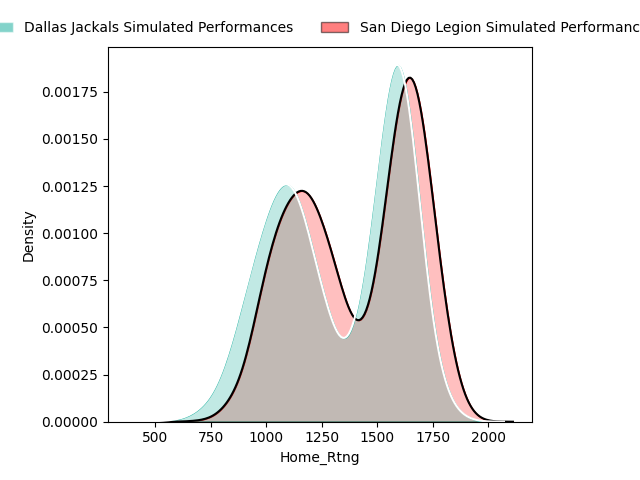 Dallas Jackals Simulated Performances
San Diego Legion Simulated Performanc
0.00175
0.00150
0.00125
0.00100
0.00075
0.00050
0.00025
0.00000
Density
500 750 1000 1250 1500 1750 2000
Home_Rtng